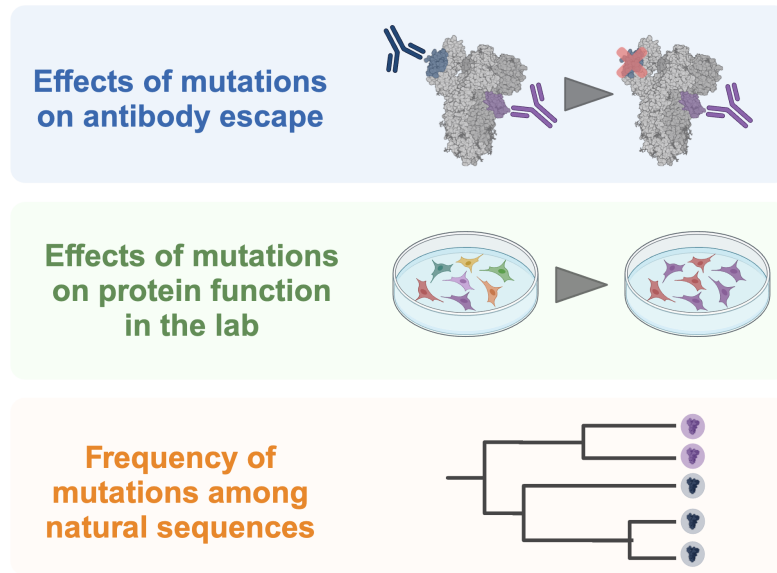 Effects of mutations
on antibody escape
Effects of mutations
on protein function
in the lab
Frequency of
mutations among
natural sequences